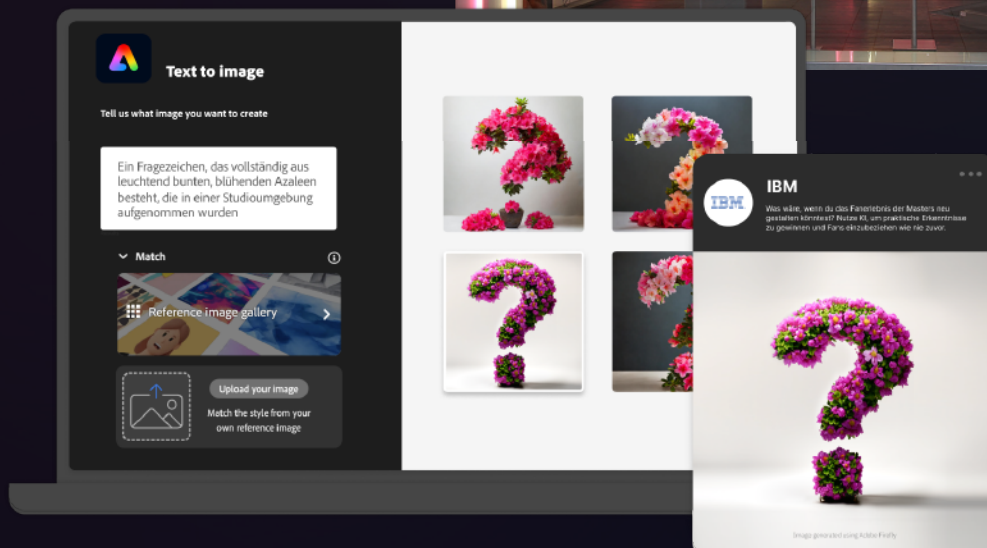 Text to image
Tell us what image you want to create
Ein Fragezeichen, das vollständig aus
leuchtend bunten, blühenden Azaleen
besteht, die in einer Studioumgebung
aufgenommen wurden
Match
Reference image gallery
Upload your image
Match the style from your
own reference image
IBM
IBM
Was wäre, wenn du das Fanerlebnis der Masters neu
gestalten könntest? Nutze KI, um praktische Erkenntnisse
zu gewinnen und Fans einzubeziehen wie nie zuvor.
Image generated using Adobe Firefly